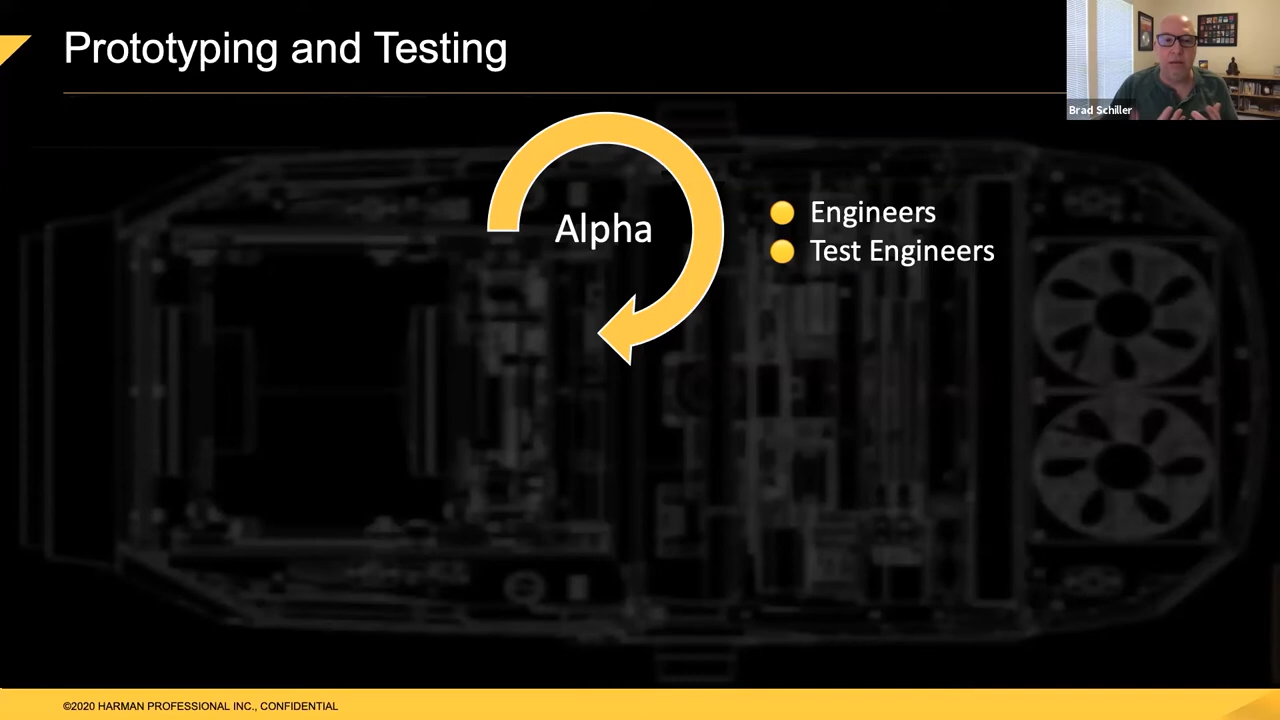 Prototyping and Testing
Brad Schiller
Alpha
Engineers
Test Engineers
©2020 HARMAN PROFESSIONAL INC., CONFIDENTIAL